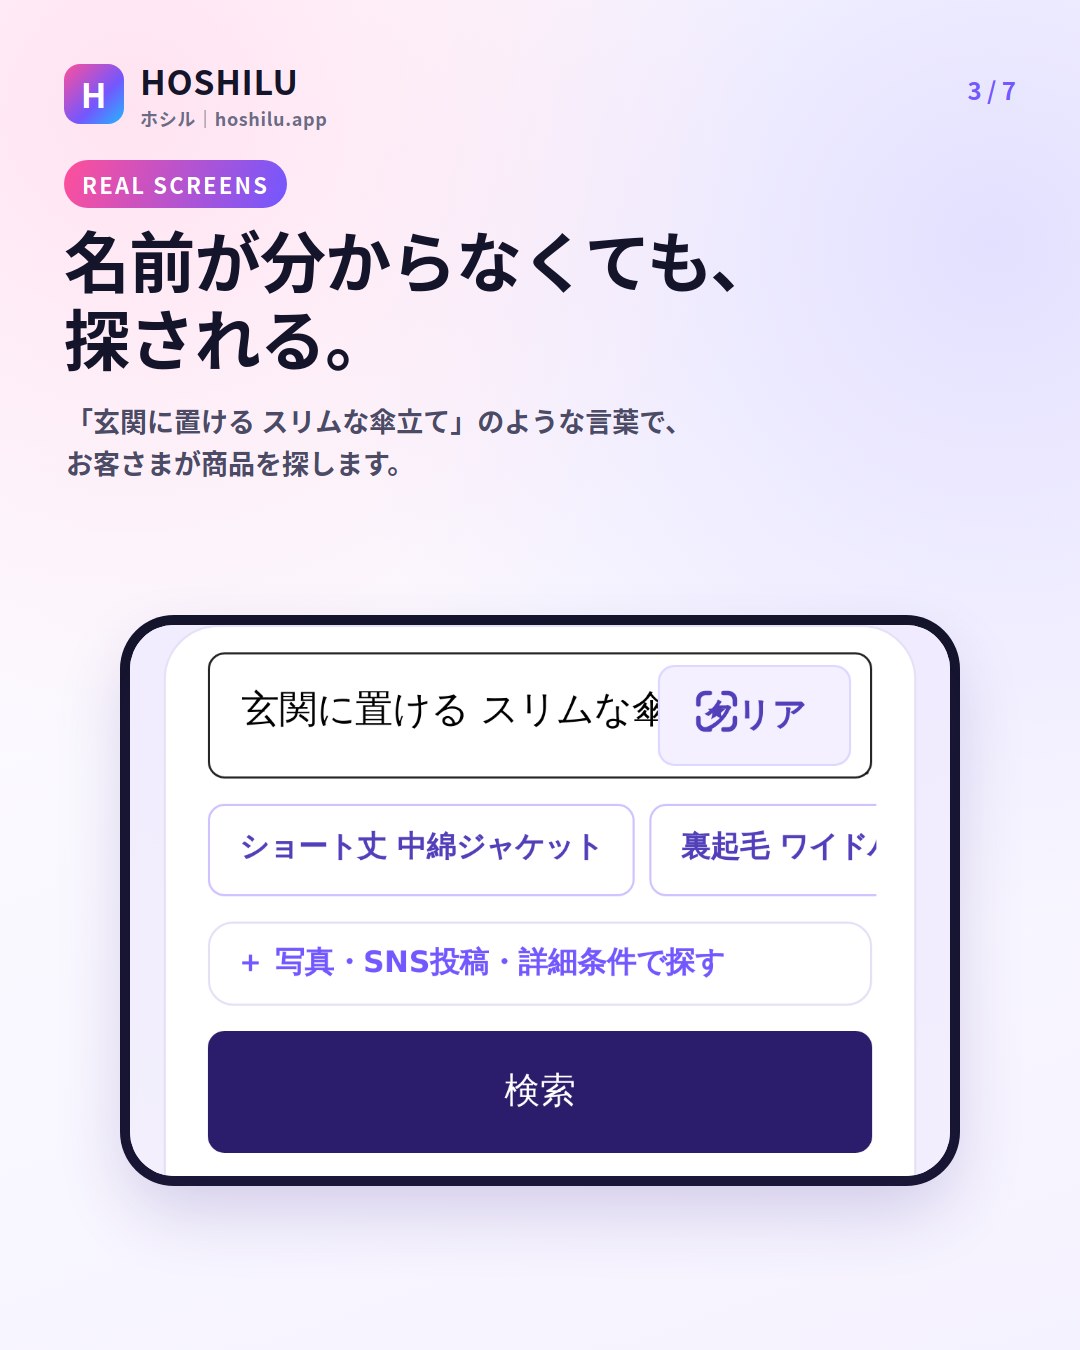 H
HOSHILU
ホシル｜hoshilu.app
3 / 7
REAL SCREENS
名前が分からなくても、
探される。
「玄関に置ける スリムな傘立て」のような言葉で、
お客さまが商品を探します。
玄関に置ける スリムな傘
クリア
ショート丈 中綿ジャケット
裏起毛 ワイド
+ 写真・SNS投稿・詳細条件で探す
検索